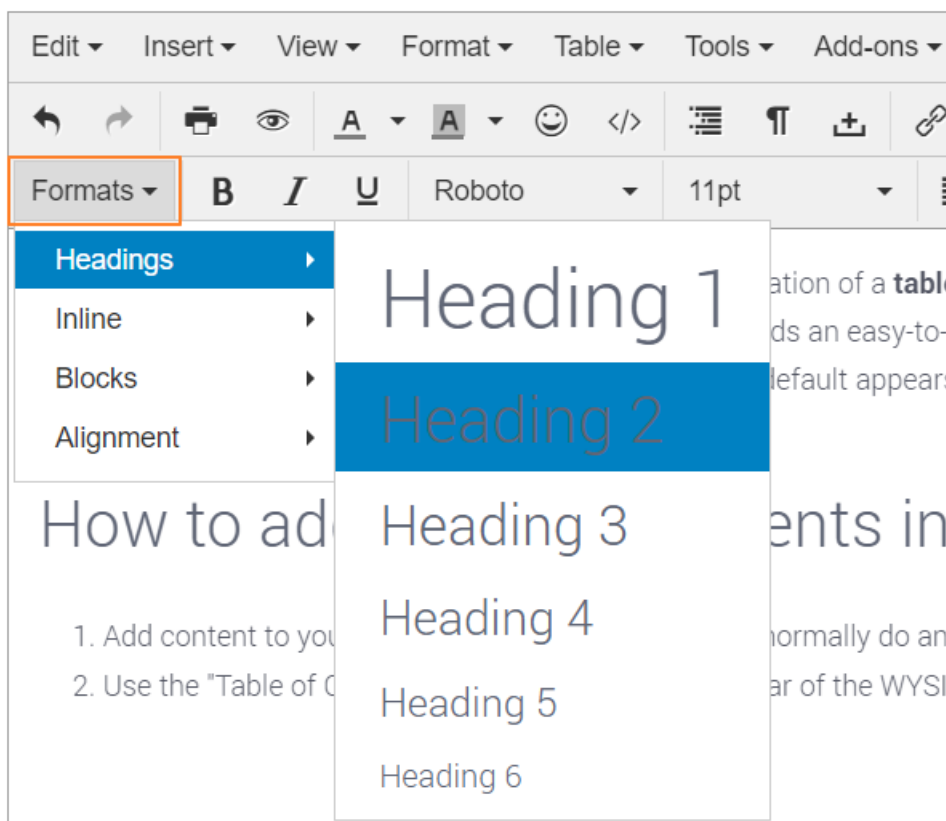 Edit Insert View Format Table Tools Add-ons
A A </> ¶
Formats B I U Roboto 11pt
Headings
Inline
Blocks
Alignment
Heading 1
Heading 2
Heading 3
Heading 4
Heading 5
Heading 6
ation of a
ds an easy-to-
default appears
How to ad ents in
1. Add content to you normally do an
2. Use the "Table of ar of the WYSI